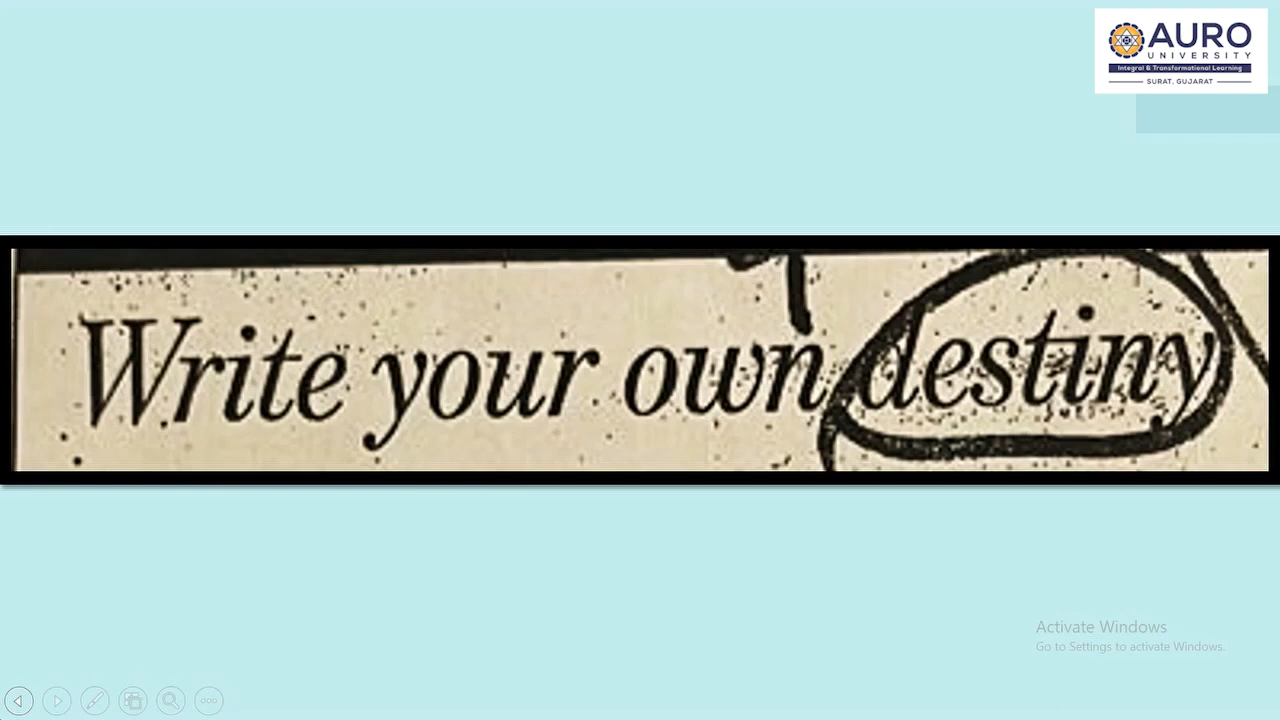 AURO
UNIVERSITY
Integral & Transformational Learning
SURAT, GUJARAT
Write your own destiny
Activate Windows
Go to Settings to activate Windows.